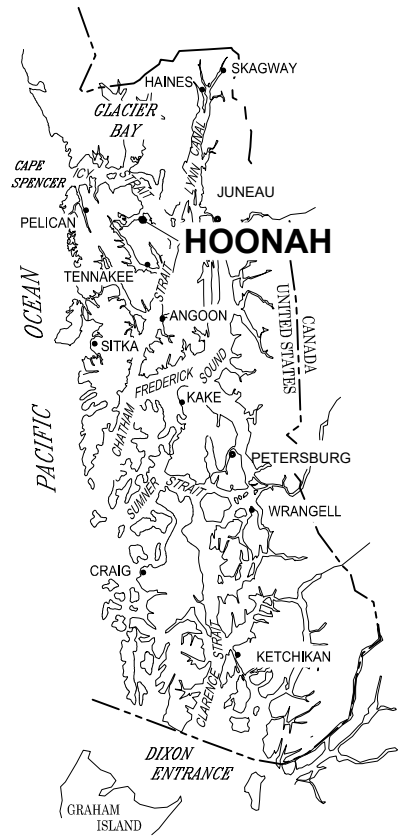 SKAGWAY
HAINES
GLACIER
BAY
LYNN CANAL
CAPE
SPENCER
ICY STRAIT
JUNEAU
PELICAN
HOONAH
TENNAKEE
STRAIT
OCEAN
ANGOON
CANADA
UNITED STATES
SITKA
FREDERICK SOUND
CHATHAM
KAKE
PACIFIC
PETERSBURG
SUMNER STRAIT
WRANGELL
CRAIG
CLARENCE STRAIT
KETCHIKAN
DIXON
ENTRANCE
GRAHAM
ISLAND